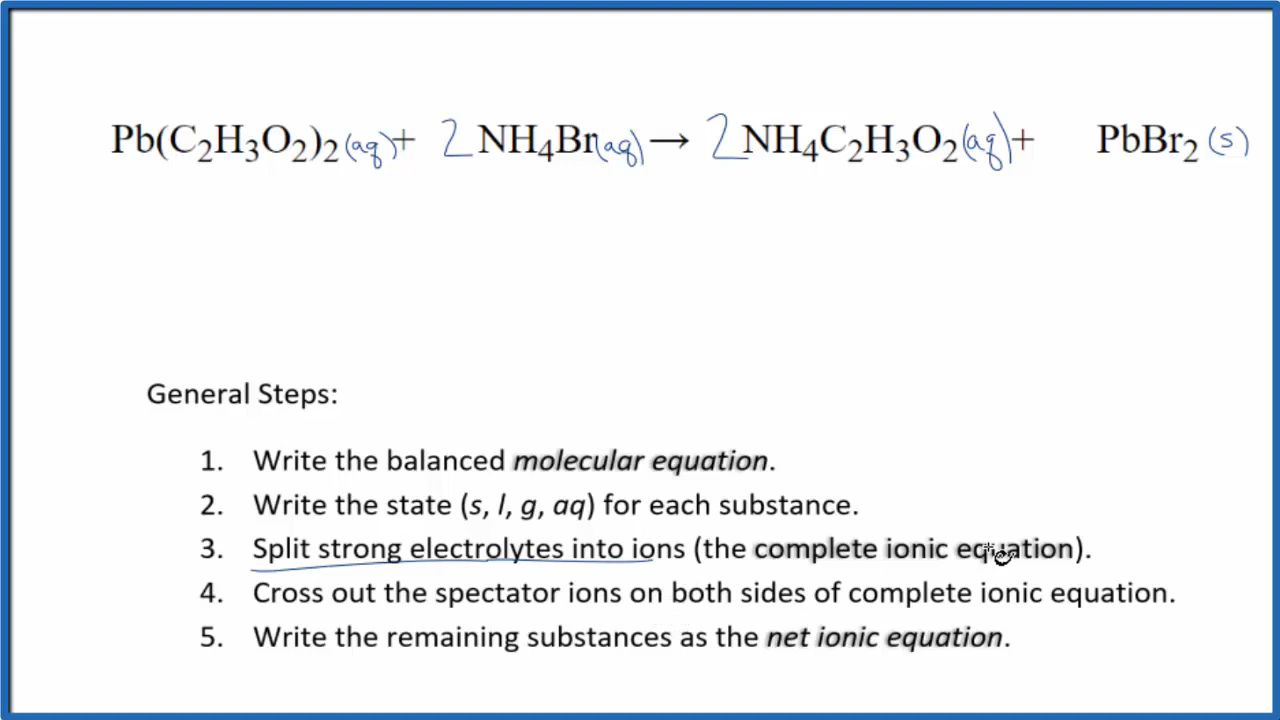 Pb(C₂H₃O₂)₂(aq)+ 2 NH₄Br(aq) → 2 NH₄C₂H₃O₂(aq)+ PbBr₂(s)
General Steps:
1. Write the balanced molecular equation.
2. Write the state (s, l, g, aq) for each substance.
3. Split strong electrolytes into ions (the complete ionic equation).
4. Cross out the spectator ions on both sides of complete ionic equation.
5. Write the remaining substances as the net ionic equation.